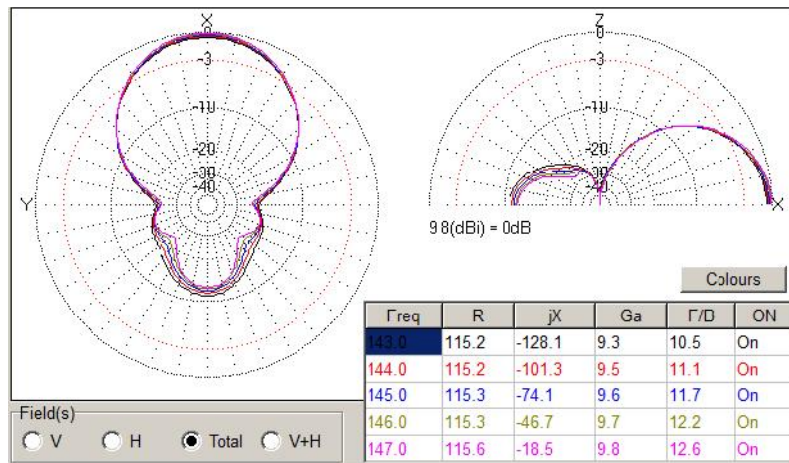 X
0
-3
-10
-20
-30
-40
Y
Z
0
-3
-10
-20
-30
X
9 8(dBi) = 0dB
Colours
Freq R jX Ga F/D ON
143.0 115.2 -128.1 9.3 10.5 On
144.0 115.2 -101.3 9.5 11.1 On
145.0 115.3 -74.1 9.6 11.7 On
146.0 115.3 -46.7 9.7 12.2 On
147.0 115.6 -18.5 9.8 12.6 On
Field(s)
V H Total V+H